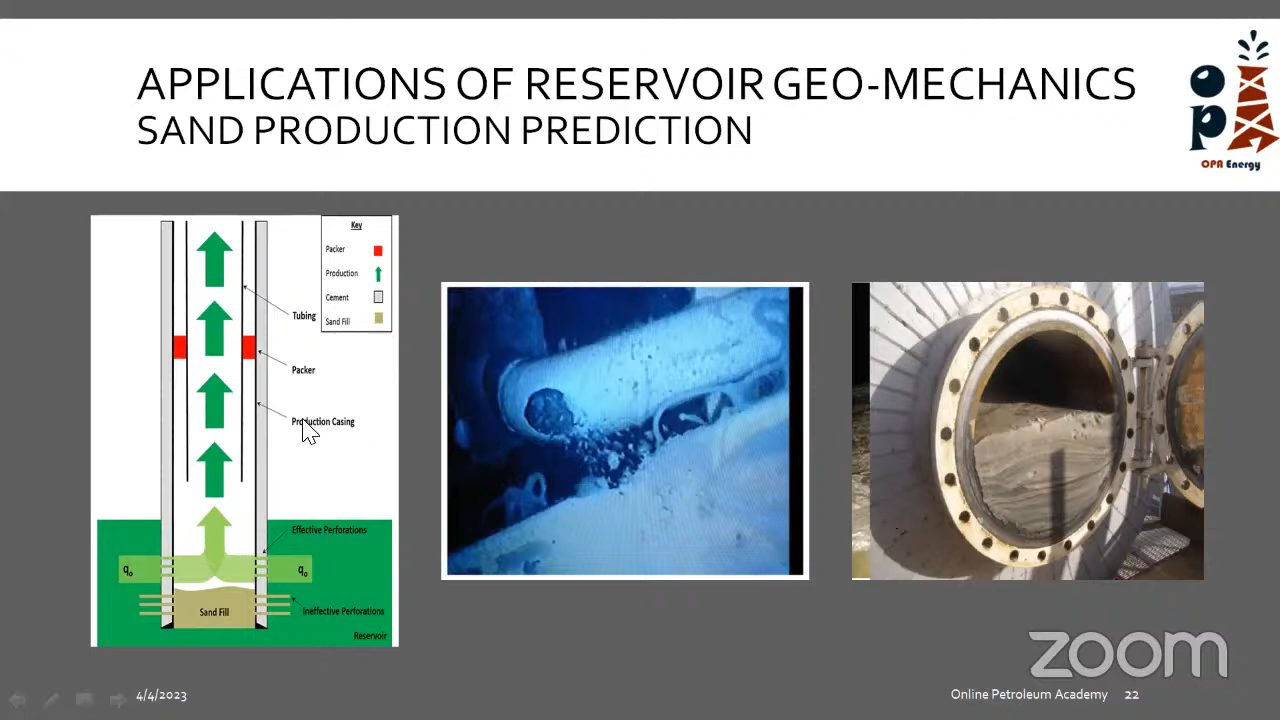 APPLICATIONS OF RESERVOIR GEO-MECHANICS
SAND PRODUCTION PREDICTION
OPA Energy
Key
Packer
Production
Cement
Sand Fill
Tubing
Packer
Production Casing
Effective Perforations
qo
qo
Sand Fill
Ineffective Perforations
Reservoir
zoom
4/4/2023
Online Petroleum Academy 22